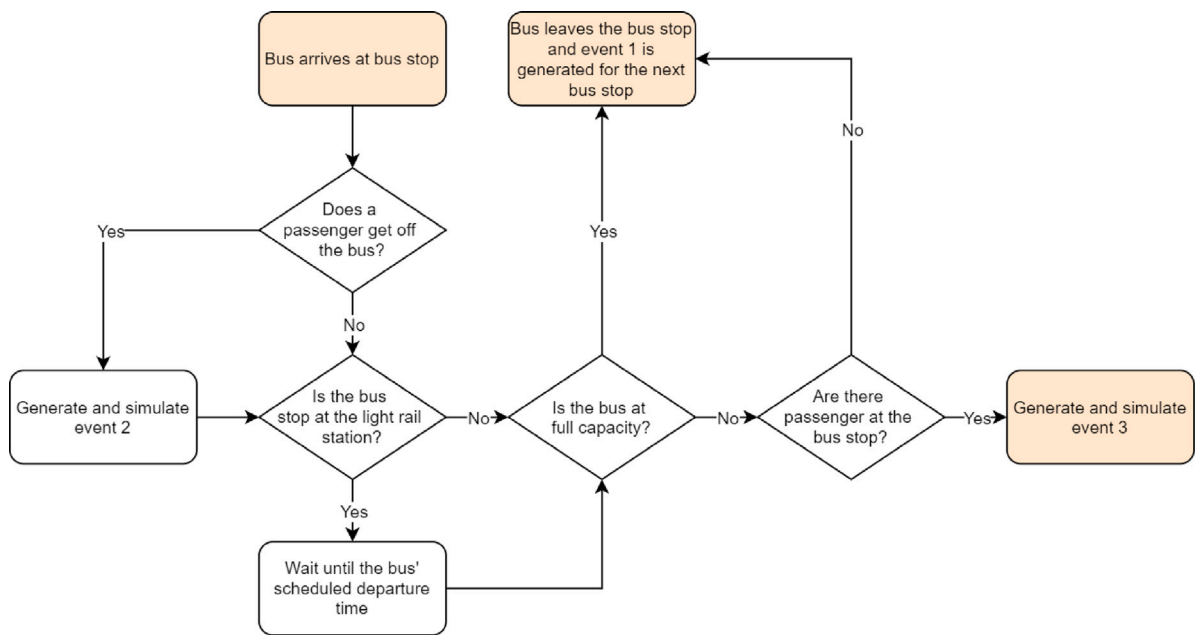 Bus arrives at bus stop
Bus leaves the bus stop
and event 1 is
generated for the next
bus stop
No
Does a
passenger get off
the bus?
Yes
Yes
No
Generate and simulate
event 2
Is the bus
stop at the light rail
station?
No
Is the bus at
full capacity?
No
Are there
passenger at the
bus stop?
Yes
Generate and simulate
event 3
Yes
Wait until the bus'
scheduled departure
time